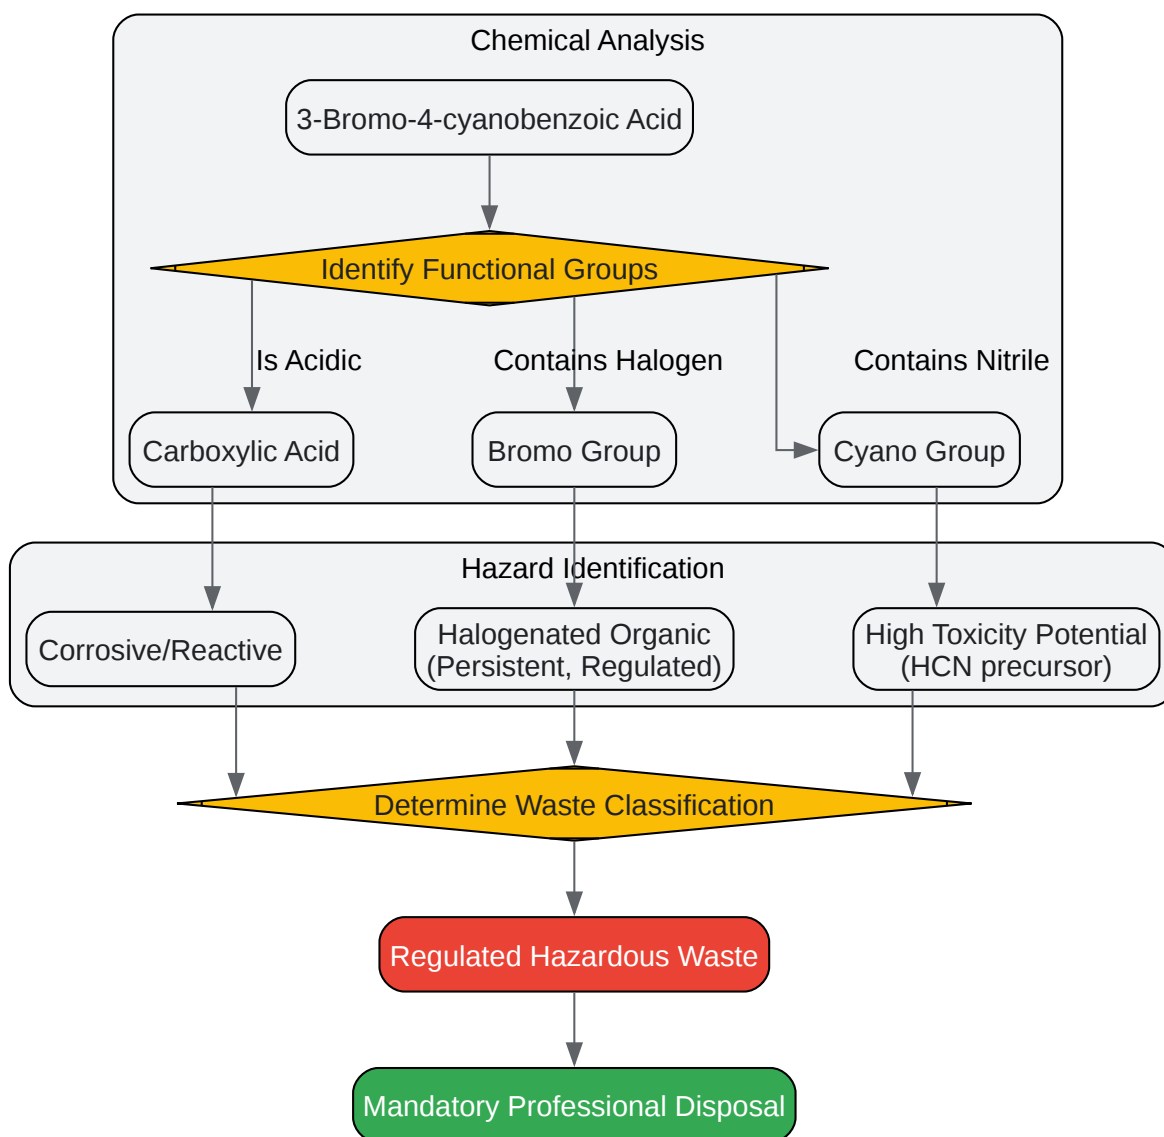 Chemical Analysis
3-Bromo-4-cyanobenzoic Acid
Identify Functional Groups
Is Acidic
Contains Halogen
Contains Nitrile
Carboxylic Acid
Bromo Group
Cyano Group
Hazard Identification
Corrosive/Reactive
Halogenated Organic
(Persistent, Regulated)
High Toxicity Potential
(HCN precursor)
Determine Waste Classification
Regulated Hazardous Waste
Mandatory Professional Disposal